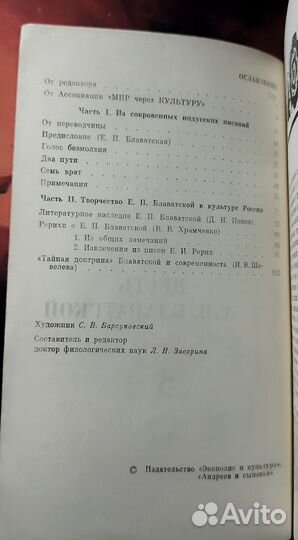 ОГЛАВЛЕНИЕ
От редактора
От Ассоциации «МИР через КУЛЬТУРУ»
Часть I. Из сокровенных индусских писаний
От переводчицы
Предисловие (Е. П. Блаватская)
Голос безмолвия
Два пути
Семь врат
Примечания
Часть II. Творчество Е. П. Блаватской в культуре России
Литературное наследие Е. П. Блаватской (Д. Н. Попов)
Рерихи о Е. П. Блаватской (В. В. Храмченко)
1. Из общих замечаний
2. Извлечения из писем Е. И. Рерих
«Тайная доктрина» Блаватской и современность (И. В. Ше-
велева)
Художник С. В. Барсуковский
Составитель и редактор
доктор филологических наук Л. Н. Засорина
© Издательство «Экополис и культура»,
«Андреев и сыновья»
Avito